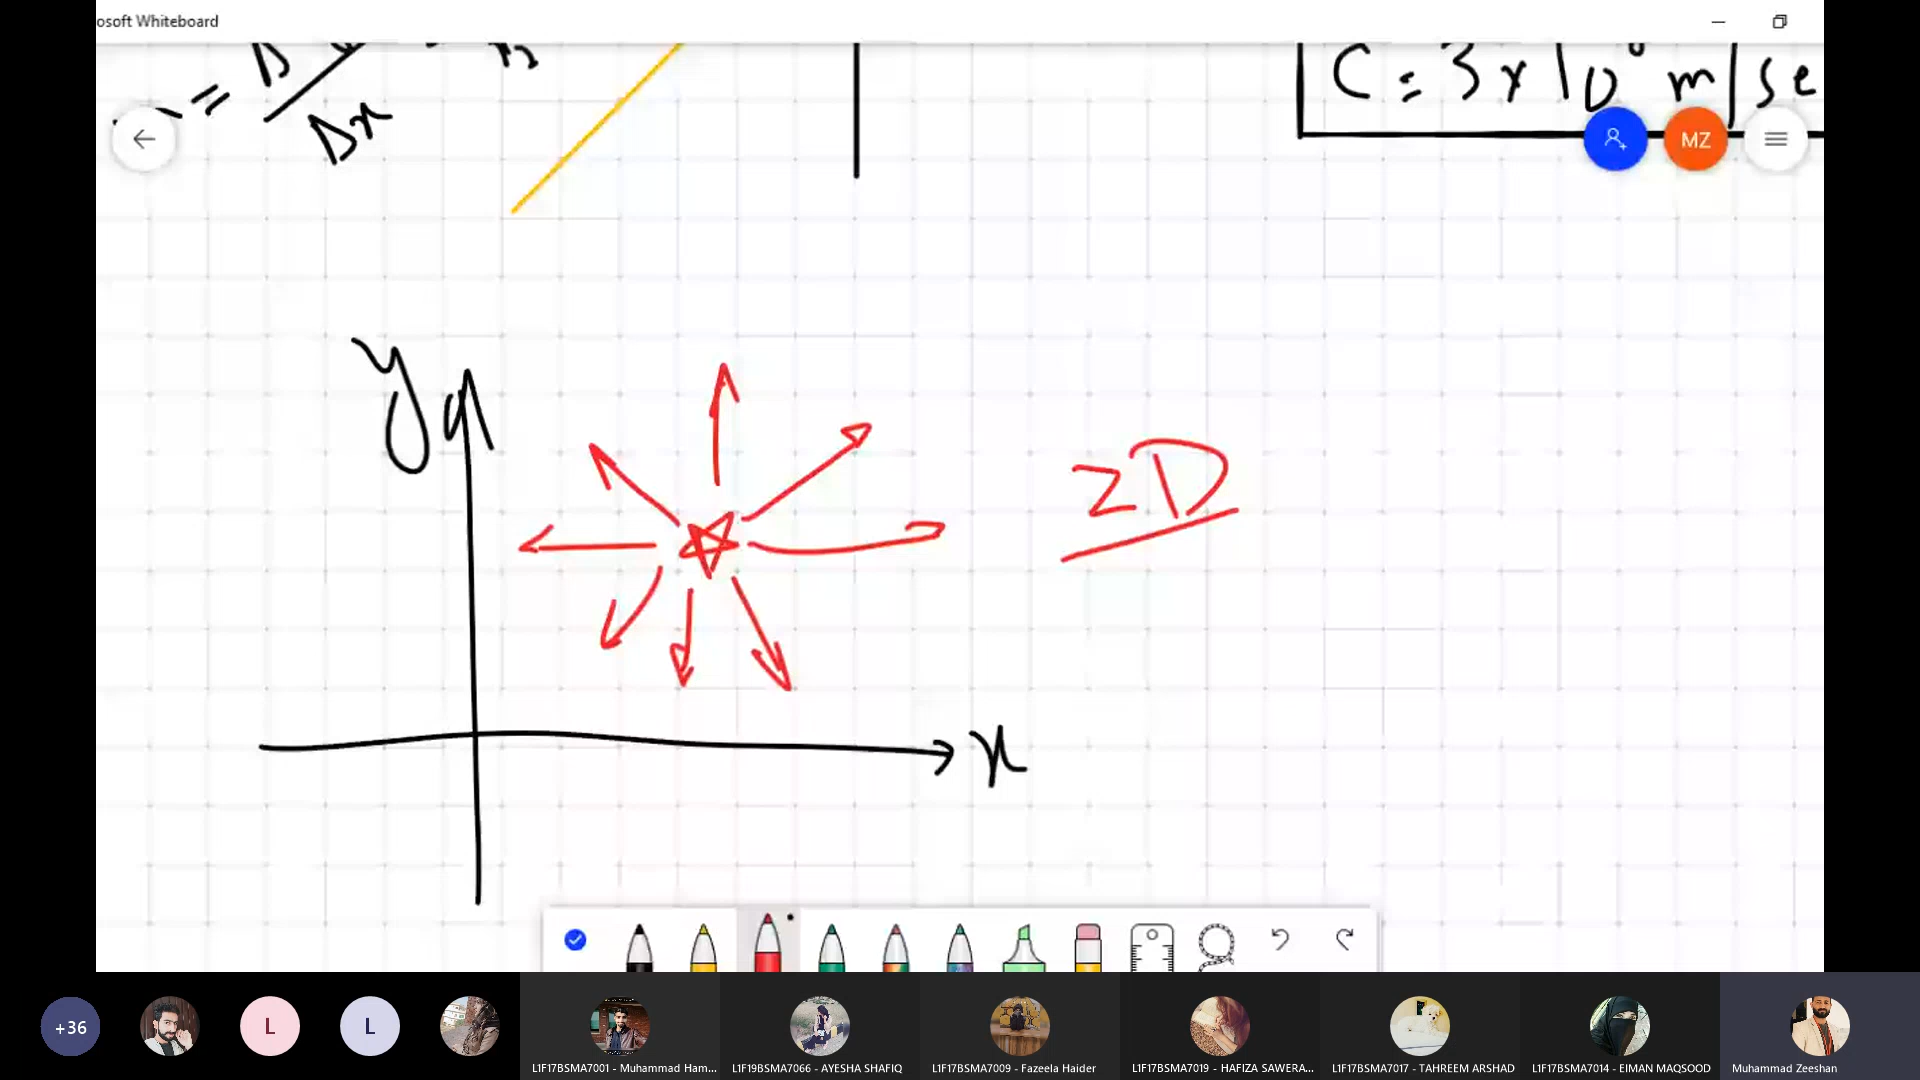 osoft Whiteboard
= Δ / Δx
C = 3 x 10⁸ m/se
MZ
y
2D
x
+36
L
L
L1F17BSMA7001 - Muhammad Ham...
L1F19BSMA7066 - AYESHA SHAFIQ
L1F17BSMA7009 - Fazeela Haider
L1F17BSMA7019 - HAFIZA SAWERA...
L1F17BSMA7017 - TAHREEM ARSHAD
L1F17BSMA7014 - EIMAN MAQSOOD
Muhammad Zeeshan